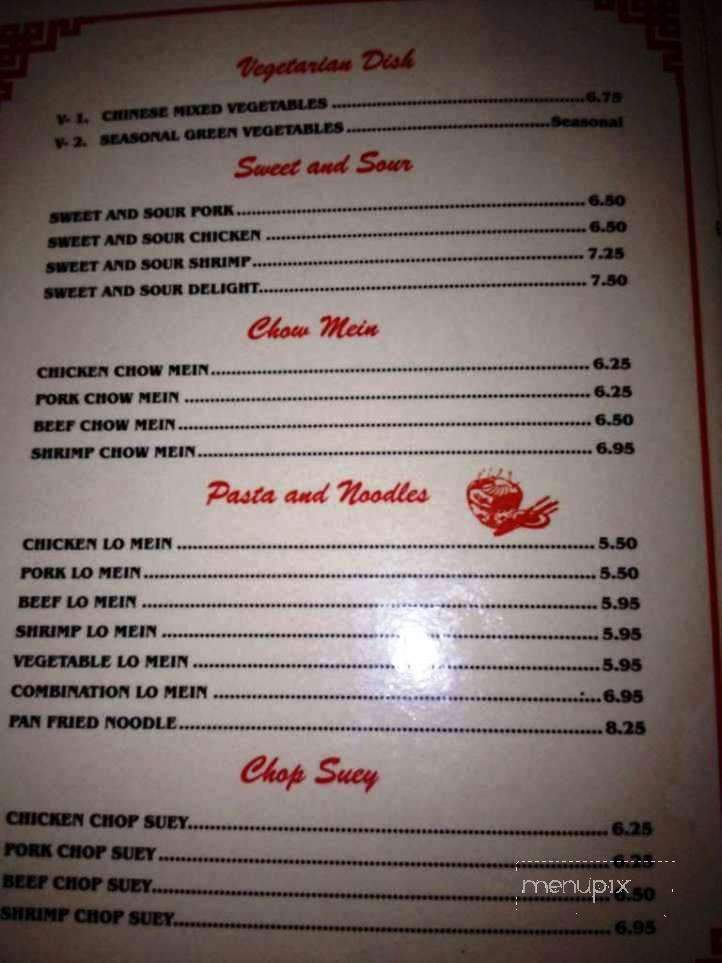 Vegetarian Dish
V- 1. CHINESE MIXED VEGETABLES 6.75
V- 2. SEASONAL GREEN VEGETABLES Seasonal
Sweet and Sour
SWEET AND SOUR PORK 6.50
SWEET AND SOUR CHICKEN 6.50
SWEET AND SOUR SHRIMP 7.25
SWEET AND SOUR DELIGHT 7.50
Chow Mein
CHICKEN CHOW MEIN 6.25
PORK CHOW MEIN 6.25
BEEF CHOW MEIN 6.50
SHRIMP CHOW MEIN 6.95
Pasta and Noodles
CHICKEN LO MEIN 5.50
PORK LO MEIN 5.50
BEEF LO MEIN 5.95
SHRIMP LO MEIN 5.95
VEGETABLE LO MEIN 5.95
COMBINATION LO MEIN 6.95
PAN FRIED NOODLE 8.25
Chop Suey
CHICKEN CHOP SUEY 6.25
PORK CHOP SUEY 6.25
BEEF CHOP SUEY 6.50
SHRIMP CHOP SUEY 6.95
menupix